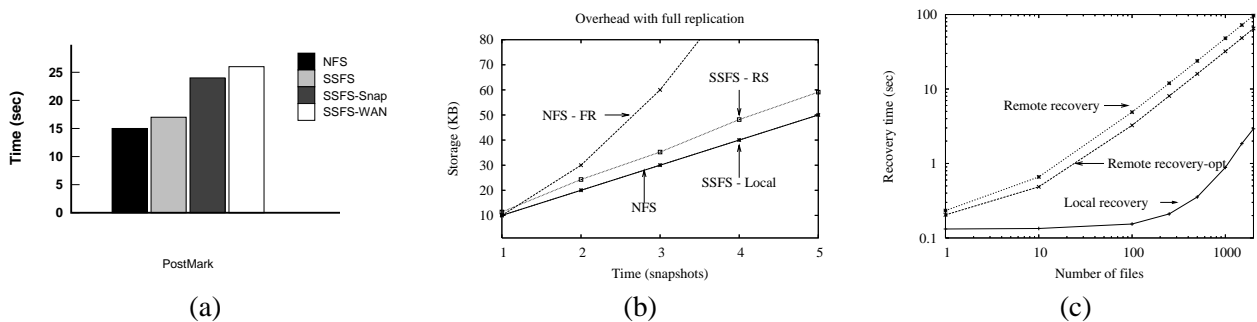 Time (sec)
25
20
15
10
5
0
NFS
SSFS
SSFS-Snap
SSFS-WAN
PostMark
(a)
Overhead with full replication
Storage (KB)
80
70
60
50
40
30
20
10
NFS - FR
SSFS - RS
SSFS - Local
NFS
1 2 3 4 5
Time (snapshots)
(b)
Recovery time (sec)
100
10
1
0.1
Remote recovery
Remote recovery-opt
Local recovery
1 10 100 1000
Number of files
(c)